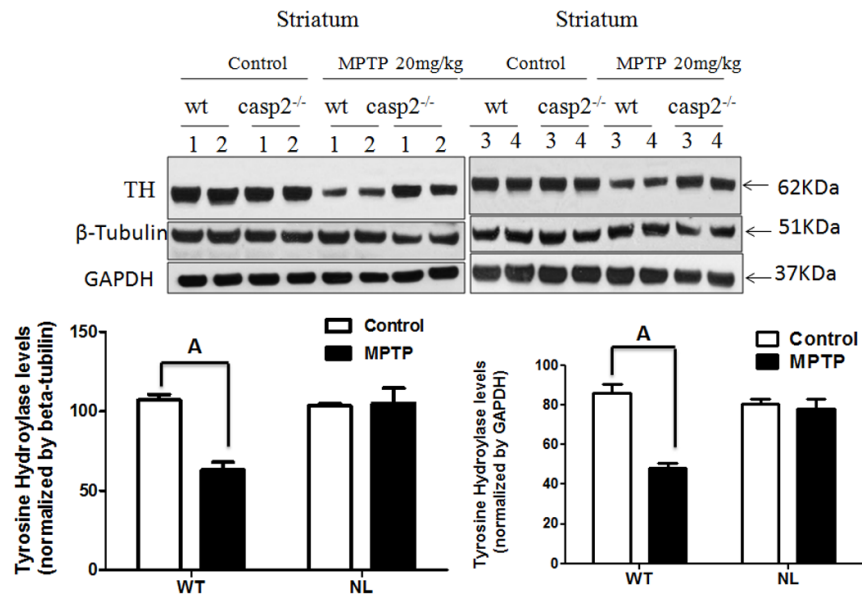 Striatum Striatum
Control MPTP 20mg/kg Control MPTP 20mg/kg
wt casp2-/- wt casp2-/- wt casp2-/- wt casp2-/-
1 2 1 2 1 2 1 2 3 4 3 4 3 4 3 4
TH 62KDa
β-Tubulin 51KDa
GAPDH 37KDa
Tyrosine Hydroylase levels
(normalized by beta-tubilin)
150
100
50
0
A
Control
MPTP
WT NL
Tyrosine Hydroylase levels
(normalized by GAPDH)
100
80
60
40
20
0
A
Control
MPTP
WT NL